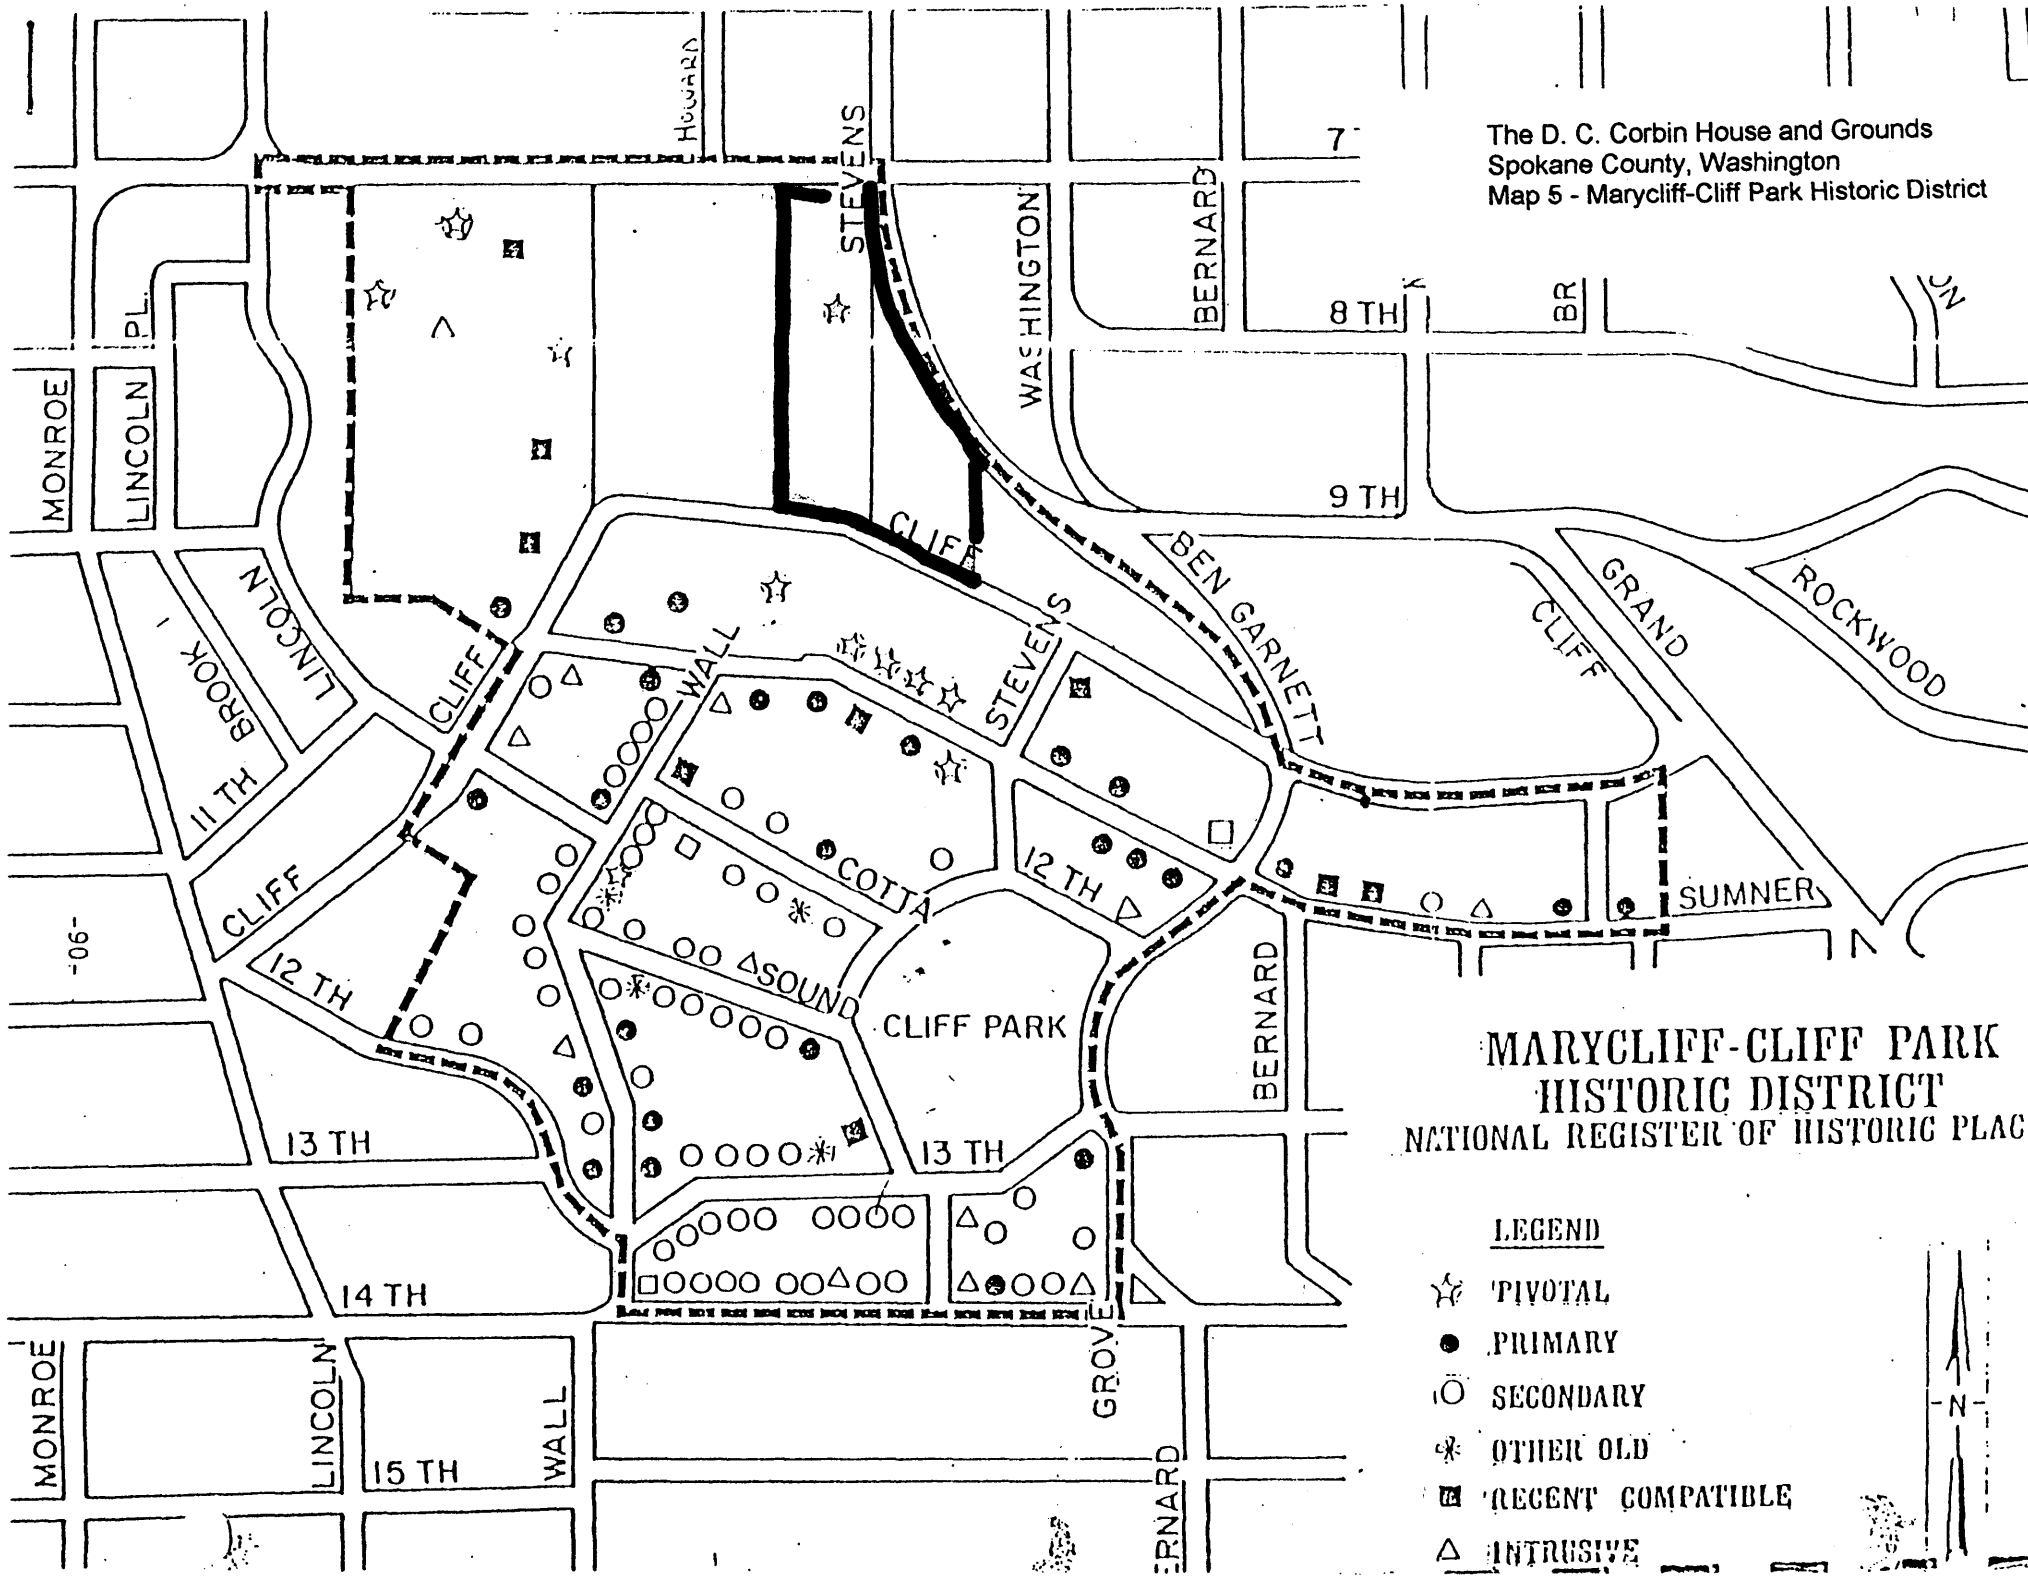 The D. C. Corbin House and Grounds
Spokane County, Washington
Map 5 - Marycliff-Cliff Park Historic District
HOWARD
STEVENS
7
WASHINGTON
BERNARD
8 TH
BR
ON
PL.
MONROE
LINCOLN
9 TH
CLIFF
BEN GARNETT
GRAND
CLIFF
ROCKWOOD
LINCOLN
BROOK
CLIFF
WALL
STEVENS
11 TH
CLIFF
COTTA
12 TH
SUMNER
12 TH
SOUND
CLIFF PARK
BERNARD
-90-
13 TH
13 TH
14 TH
GROVE
MONROE
LINCOLN
WALL
15 TH
ERNARD
MARYCLIFF-CLIFF PARK
HISTORIC DISTRICT
NATIONAL REGISTER OF HISTORIC PLAC
LEGEND
PIVOTAL
PRIMARY
SECONDARY
OTHER OLD
RECENT COMPATIBLE
INTRUSIVE
-N-